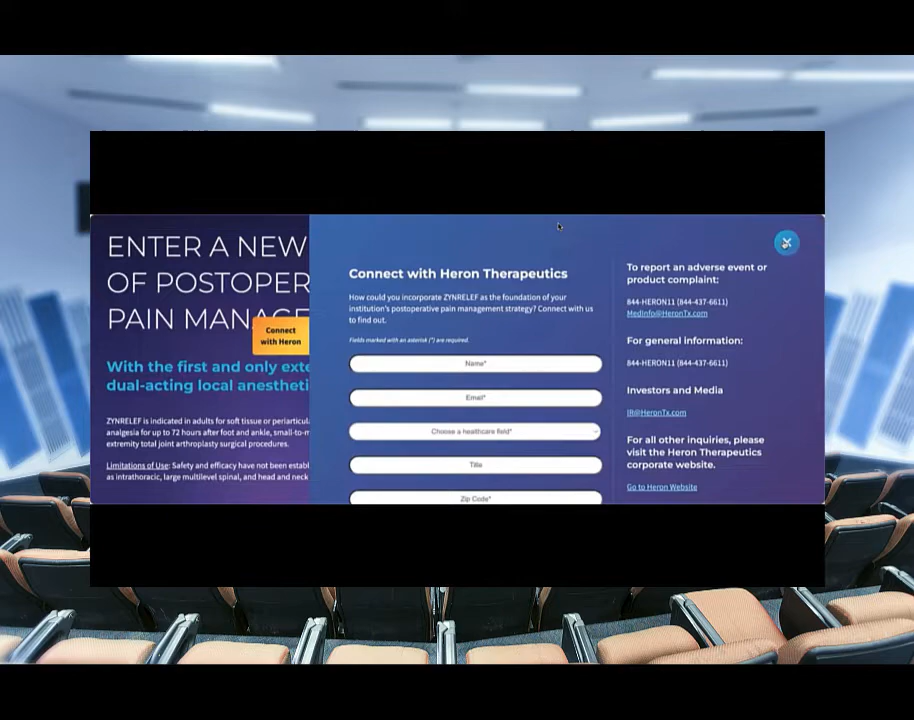 ENTER A NEW
OF POSTOPER
PAIN MANAGE
Connect
with Heron
With the first and only exte
dual-acting local anestheti
ZYNRELEF is indicated in adults for soft tissue or periarticul
analgesia for up to 72 hours after foot and ankle, small-to-m
extremity total joint arthroplasty surgical procedures.
Limitations of Use: Safety and efficacy have not been establ
as intrathoracic, large multilevel spinal, and head and neck
Connect with Heron Therapeutics
How could you incorporate ZYNRELEF as the foundation of your
institution's postoperative pain management strategy? Connect with us
to find out.
Fields marked with an asterisk (*) are required.
Name*
Email*
Choose a healthcare field*
Title
Zip Code*
To report an adverse event or
product complaint:
844-HERON11 (844-437-6611)
MedInfo@HeronTx.com
For general information:
844-HERON11 (844-437-6611)
Investors and Media
IR@HeronTx.com
For all other inquiries, please
visit the Heron Therapeutics
corporate website.
Go to Heron Website